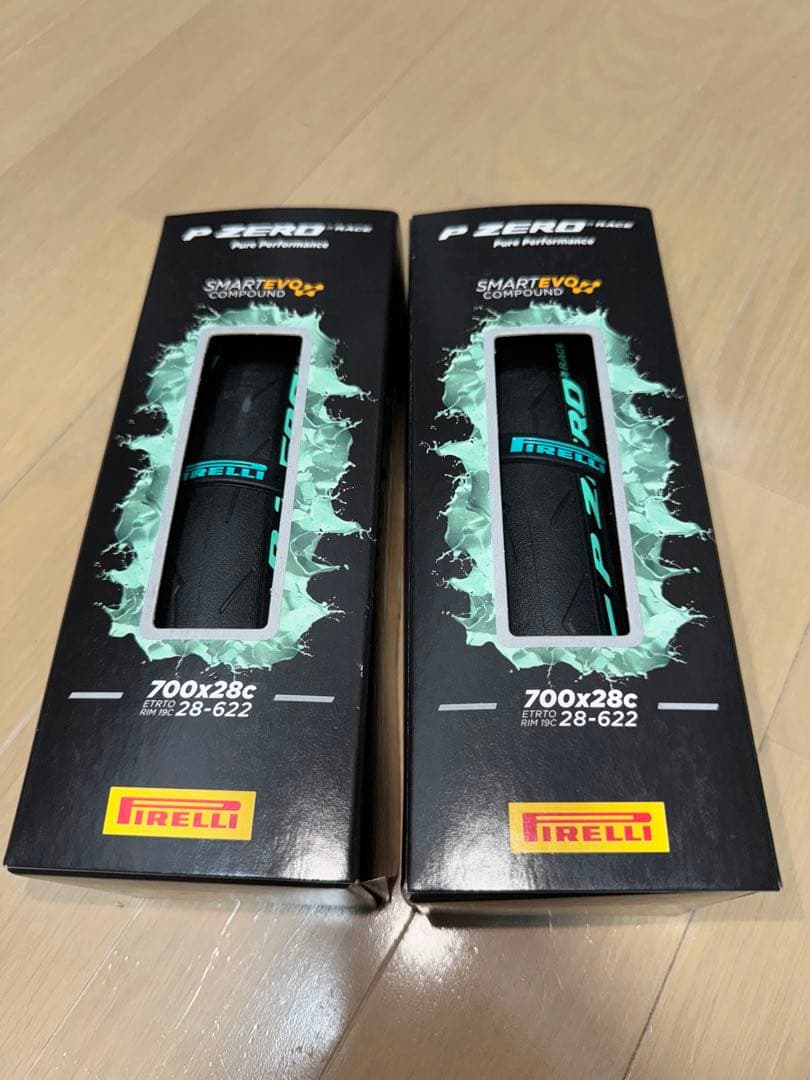 P ZERO RACE
Pure Performance
SMARTEVO
COMPOUND
PIRELLI
700x28c
ETRTO
RIM 19C 28-622
PIRELLI
P ZERO RACE
Pure Performance
SMARTEVO
COMPOUND
RACE
PIRELLI
P ZERO
700x28c
ETRTO
RIM 19C 28-622
PIRELLI